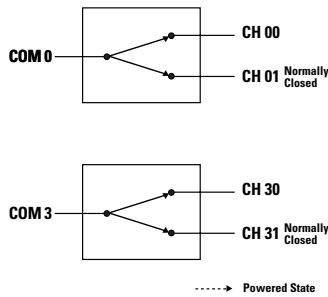 CH 00
COM 0
CH 01 Normally Closed
CH 30
COM 3
CH 31 Normally Closed
Powered State